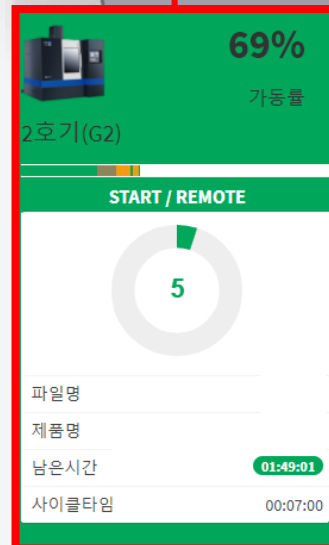 69%
가동률
2호기(G2)
START / REMOTE
5
파일명
제품명
남은시간 01:49:01
사이클타임 00:07:00